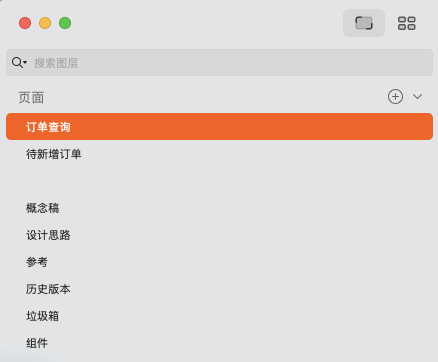 搜索图层
页面
订单查询
待新增订单
概念稿
设计思路
参考
历史版本
垃圾箱
组件